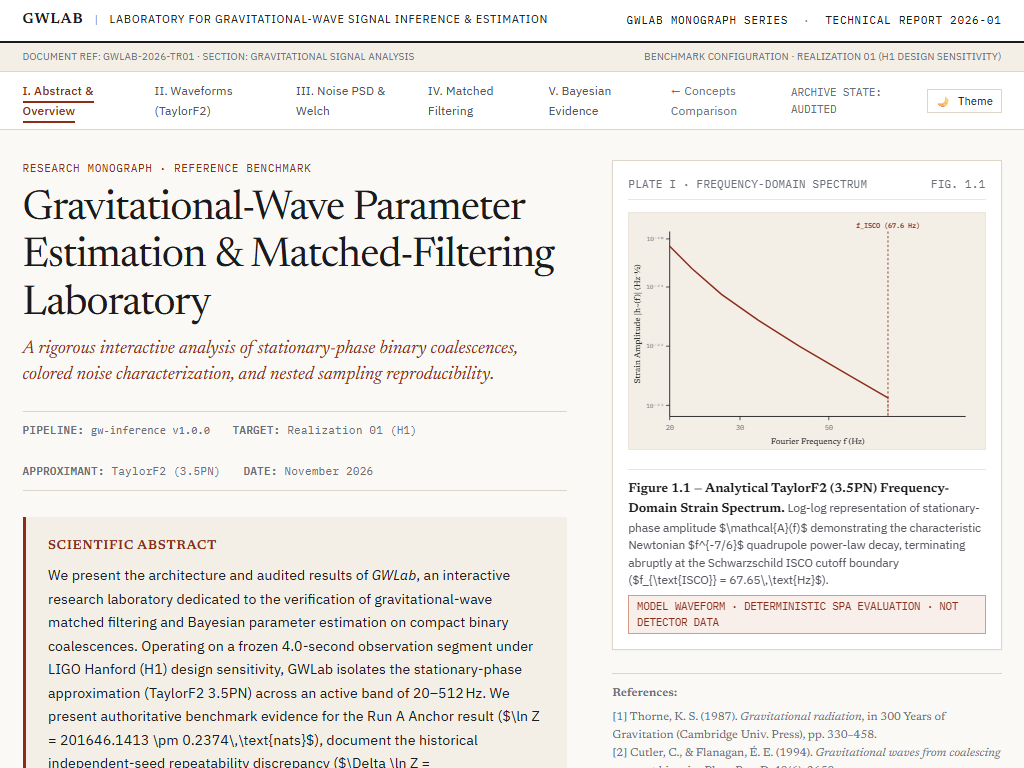 GWLAB | LABORATORY FOR GRAVITATIONAL-WAVE SIGNAL INFERENCE & ESTIMATION
GWLAB MONOGRAPH SERIES · TECHNICAL REPORT 2026-01
DOCUMENT REF: GWLAB-2026-TR01 · SECTION: GRAVITATIONAL SIGNAL ANALYSIS
BENCHMARK CONFIGURATION · REALIZATION 01 (H1 DESIGN SENSITIVITY)
I. Abstract &
Overview
II. Waveforms
(TaylorF2)
III. Noise PSD &
Welch
IV. Matched
Filtering
V. Bayesian
Evidence
← Concepts
Comparison
ARCHIVE STATE:
AUDITED
Theme
RESEARCH MONOGRAPH · REFERENCE BENCHMARK
Gravitational-Wave Parameter
Estimation & Matched-Filtering
Laboratory
A rigorous interactive analysis of stationary-phase binary coalescences,
colored noise characterization, and nested sampling reproducibility.
PIPELINE: gw-inference v1.0.0 TARGET: Realization 01 (H1)
APPROXIMANT: TaylorF2 (3.5PN) DATE: November 2026
SCIENTIFIC ABSTRACT
We present the architecture and audited results of GWLab, an interactive
research laboratory dedicated to the verification of gravitational-wave
matched filtering and Bayesian parameter estimation on compact binary
coalescences. Operating on a frozen 4.0-second observation segment under
LIGO Hanford (H1) design sensitivity, GWLab isolates the stationary-phase
approximation (TaylorF2 3.5PN) across an active band of 20–512 Hz. We
present authoritative benchmark evidence for the Run A Anchor result ($\ln Z
= 201646.1413 \pm 0.2374\,\text{nats}$), document the historical
independent-seed repeatability discrepancy ($\Delta \ln Z =
PLATE I · FREQUENCY-DOMAIN SPECTRUM
FIG. 1.1
f_ISCO (67.6 Hz)
Strain Amplitude |h~(f)| (Hz⁻½)
20 30 50
Fourier Frequency f (Hz)
Figure 1.1 — Analytical TaylorF2 (3.5PN) Frequency-
Domain Strain Spectrum. Log-log representation of stationary-
phase amplitude $\mathcal{A}(f)$ demonstrating the characteristic
Newtonian $f^{-7/6}$ quadrupole power-law decay, terminating
abruptly at the Schwarzschild ISCO cutoff boundary
($f_{\text{ISCO}} = 67.65\,\text{Hz}$).
MODEL WAVEFORM · DETERMINISTIC SPA EVALUATION · NOT
DETECTOR DATA
References:
[1] Thorne, K. S. (1987). Gravitational radiation, in 300 Years of
Gravitation (Cambridge Univ. Press), pp. 330–458.
[2] Cutler, C., & Flanagan, É. E. (1994). Gravitational waves from coalescing